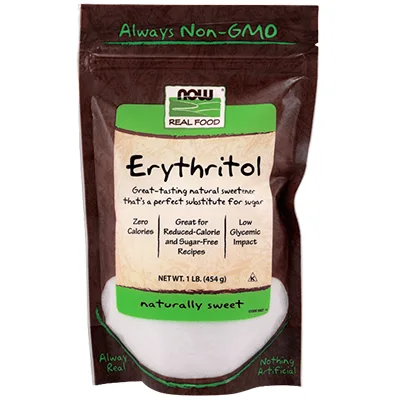 Always Non-GMO
NOW
REAL FOOD
Erythritol
Great-tasting natural sweetener
that's a perfect substitute for sugar
Zero
Calories
Great for
Reduced-Calorie
and Sugar-Free
Recipes
Low
Glycemic
Impact
NET WT. 1 LB. (454 g)
K
naturally sweet
Always
Real
Nothing
Artificial